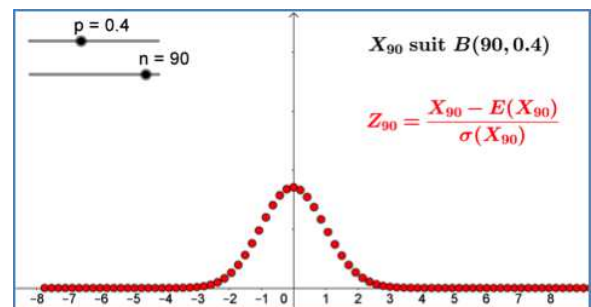 p = 0.4
n = 90
X₉₀ suit B(90, 0.4)
Z₉₀ = (X₉₀ − E(X₉₀)) / σ(X₉₀)
-8 -7 -6 -5 -4 -3 -2 -1 0 1 2 3 4 5 6 7 8